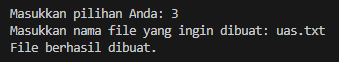 Masukkan pilihan Anda: 3
Masukkan nama file yang ingin dibuat: uas.txt
File berhasil dibuat.